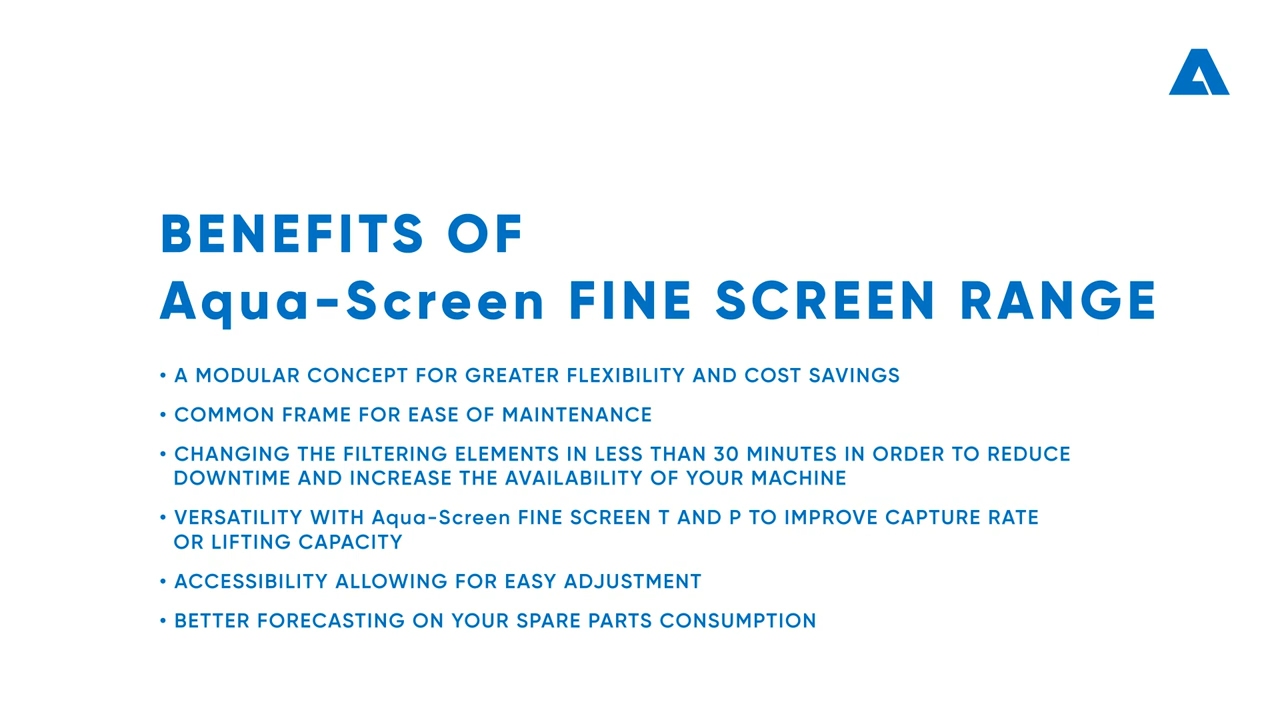 BENEFITS OF
Aqua-Screen FINE SCREEN RANGE
• A MODULAR CONCEPT FOR GREATER FLEXIBILITY AND COST SAVINGS
• COMMON FRAME FOR EASE OF MAINTENANCE
• CHANGING THE FILTERING ELEMENTS IN LESS THAN 30 MINUTES IN ORDER TO REDUCE
DOWNTIME AND INCREASE THE AVAILABILITY OF YOUR MACHINE
• VERSATILITY WITH Aqua-Screen FINE SCREEN T AND P TO IMPROVE CAPTURE RATE
OR LIFTING CAPACITY
• ACCESSIBILITY ALLOWING FOR EASY ADJUSTMENT
• BETTER FORECASTING ON YOUR SPARE PARTS CONSUMPTION